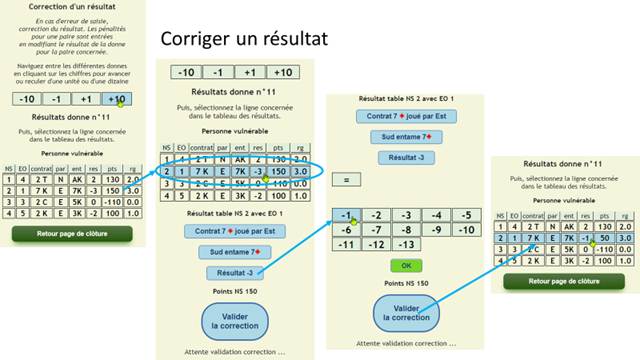 Correction d'un résultat
En cas d'erreur de saisie,
correction du résultat. Les pénalités
pour une paire sont entrées
en modifiant le résultat de la donne
pour la paire concernée.
Naviguez entre les différentes donnes
en cliquant sur les chiffres pour avancer
ou reculer d'une unité ou d'une dizaine
-10 -1 +1 +10
Résultats donne n°11
Puis, sélectionnez la ligne concernée
dans le tableau des résultats.
Personne vulnérable
NS EO contrat par ent res pts rg
1 4 2 T N AK 2 130 2.0
2 1 7 K E 7K -3 150 3.0
3 3 2 C E 5K 0 -110 0.0
4 5 2 K E 3K -2 100 1.0
Retour page de clôture
Corriger un résultat
-10 -1 +1 +10
Résultats donne n°11
Puis, sélectionnez la ligne concernée
dans le tableau des résultats.
Personne vulnérable
NS EO contrat par ent res pts rg
1 4 2 T N AK 2 130 2.0
2 1 7 K E 7K -3 150 3.0
3 3 2 C E 5K 0 -110 0.0
4 5 2 K E 3K -2 100 1.0
Résultat table NS 2 avec EO 1
Contrat 7♦ joué par Est
Sud entame 7♦
Résultat -3
Points NS 150
Valider
la correction
Attente validation correction ...
Résultat table NS 2 avec EO 1
Contrat 7♦ joué par Est
Sud entame 7♦
Résultat -3
=
-1 -2 -3 -4 -5
-6 -7 -8 -9 -10
-11 -12 -13
OK
Points NS 150
Valider
la correction
Attente validation correction ...
Résultats donne n°11
Puis, sélectionnez la ligne concernée
dans le tableau des résultats.
Personne vulnérable
NS EO contrat par ent res pts rg
1 4 2 T N AK 2 130 2.0
2 1 7 K E 7K -1 50 3.0
3 3 2 C E 5K 0 -110 0.0
4 5 2 K E 3K -2 100 1.0
Retour page de clôture